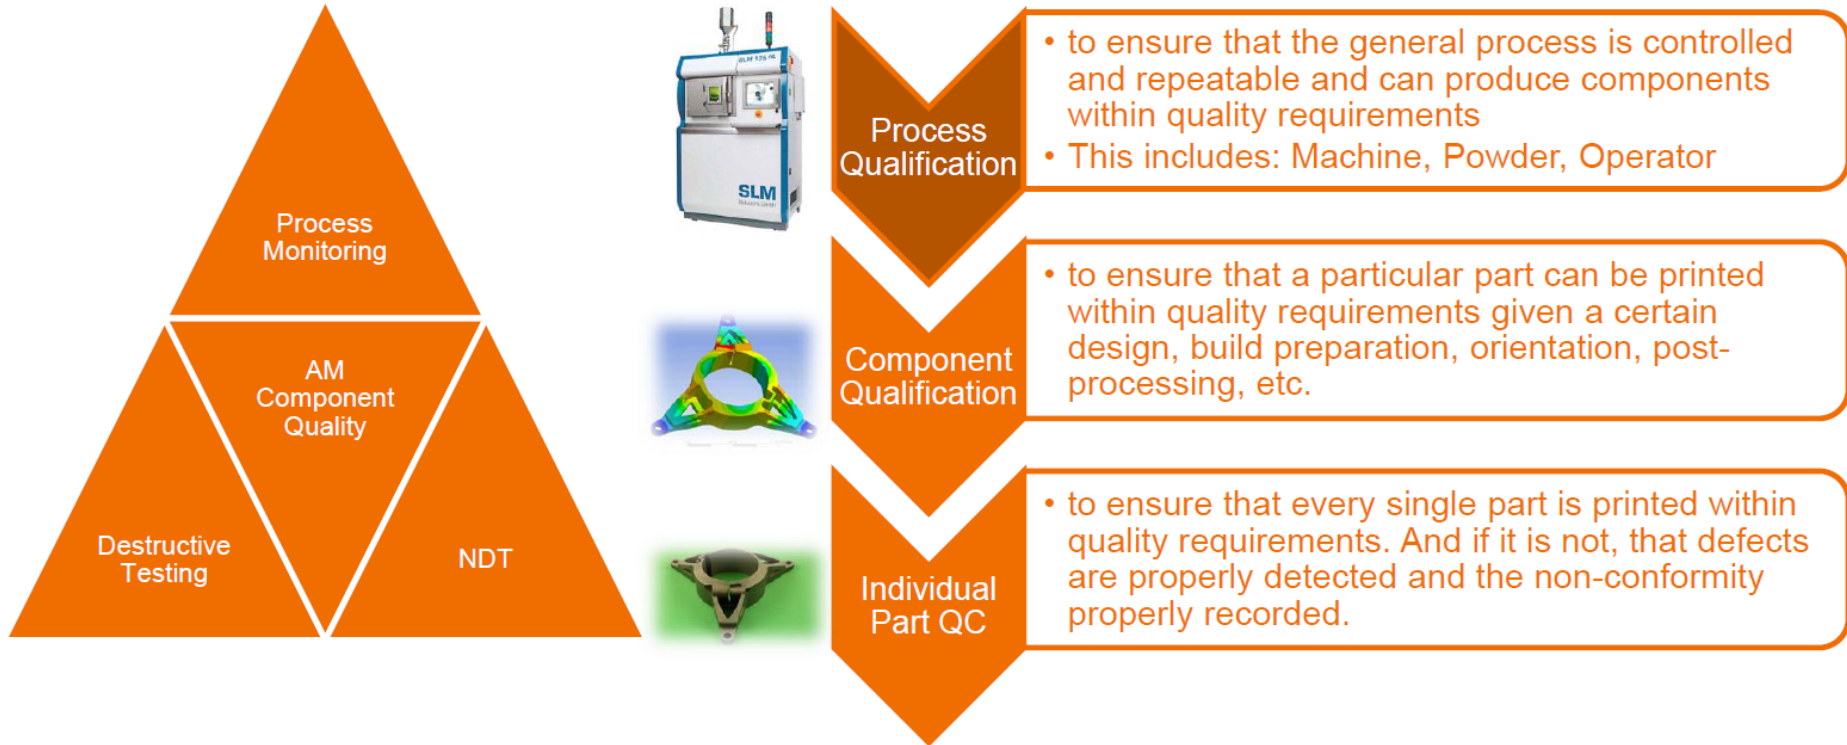 Process
Monitoring
AM
Component
Quality
Destructive
Testing
NDT
SLM
SLM
Process
Qualification
• to ensure that the general process is controlled
and repeatable and can produce components
within quality requirements
• This includes: Machine, Powder, Operator
Component
Qualification
• to ensure that a particular part can be printed
within quality requirements given a certain
design, build preparation, orientation, post-
processing, etc.
Individual
Part QC
• to ensure that every single part is printed within
quality requirements. And if it is not, that defects
are properly detected and the non-conformity
properly recorded.